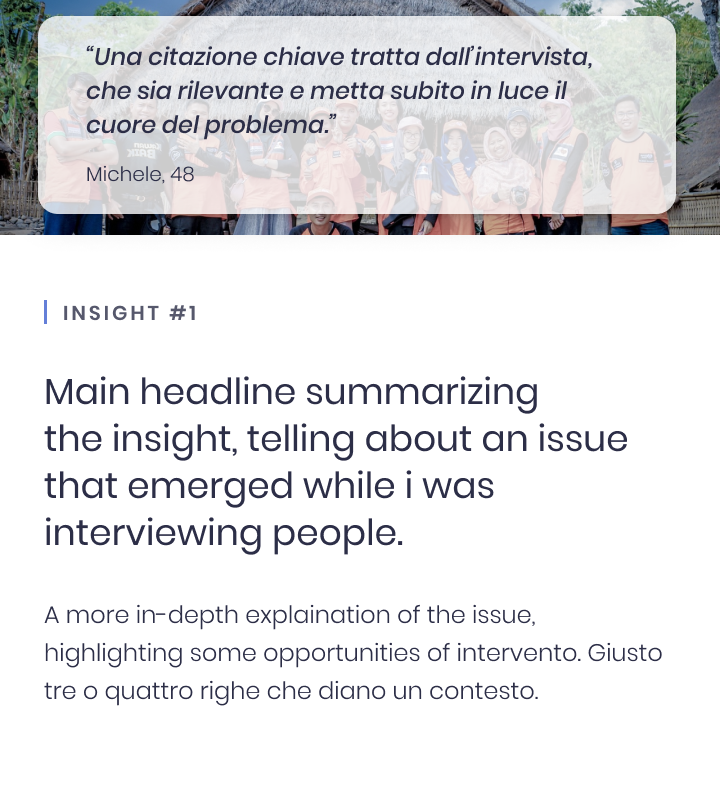 “Una citazione chiave tratta dall’intervista,
che sia rilevante e metta subito in luce il
cuore del problema.”
Michele, 48
INSIGHT #1
Main headline summarizing
the insight, telling about an issue
that emerged while i was
interviewing people.
A more in-depth explaination of the issue,
highlighting some opportunities of intervento. Giusto
tre o quattro righe che diano un contesto.